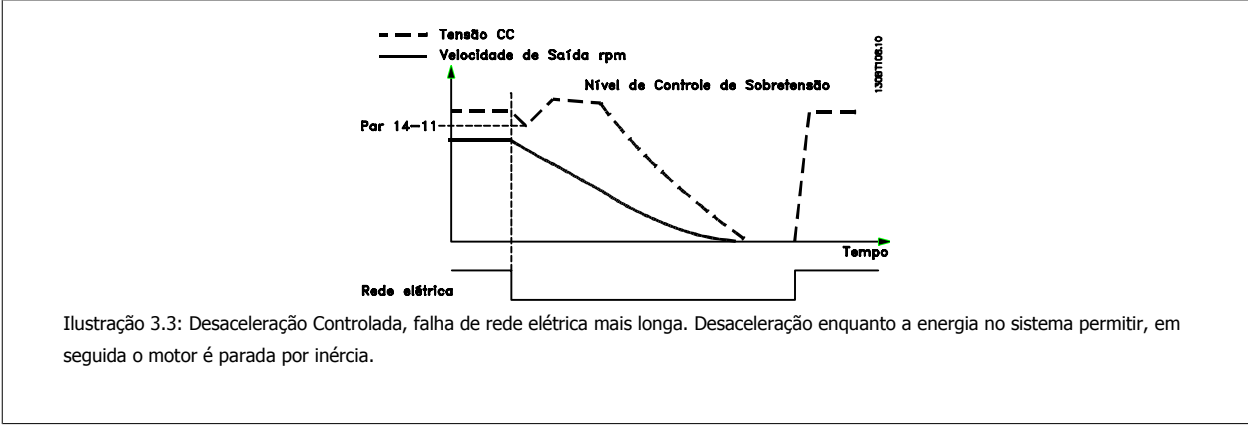 Tensão CC
Velocidade de Saída rpm
130BT108.10
Nível de Controle de Sobretensão
Par 14-11
Tempo
Rede elétrica
Ilustração 3.3: Desaceleração Controlada, falha de rede elétrica mais longa. Desaceleração enquanto a energia no sistema permitir, em
seguida o motor é parada por inércia.